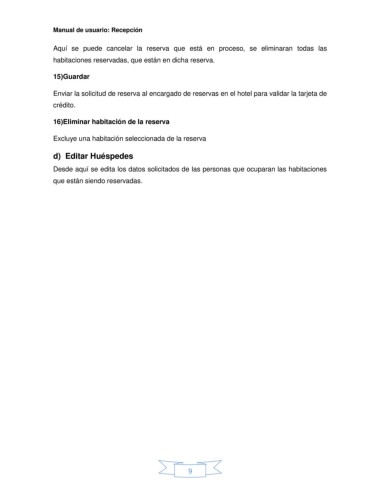 Manual de usuario: Recepción
Aquí se puede cancelar la reserva que está en proceso, se eliminaran todas las
habitaciones reservadas, que están en dicha reserva.
15)Guardar
Enviar la solicitud de reserva al encargado de reservas en el hotel para validar la tarjeta de
crédito.
16)Eliminar habitación de la reserva
Excluye una habitación seleccionada de la reserva
d) Editar Huéspedes
Desde aquí se edita los datos solicitados de las personas que ocuparan las habitaciones
que están siendo reservadas.
9